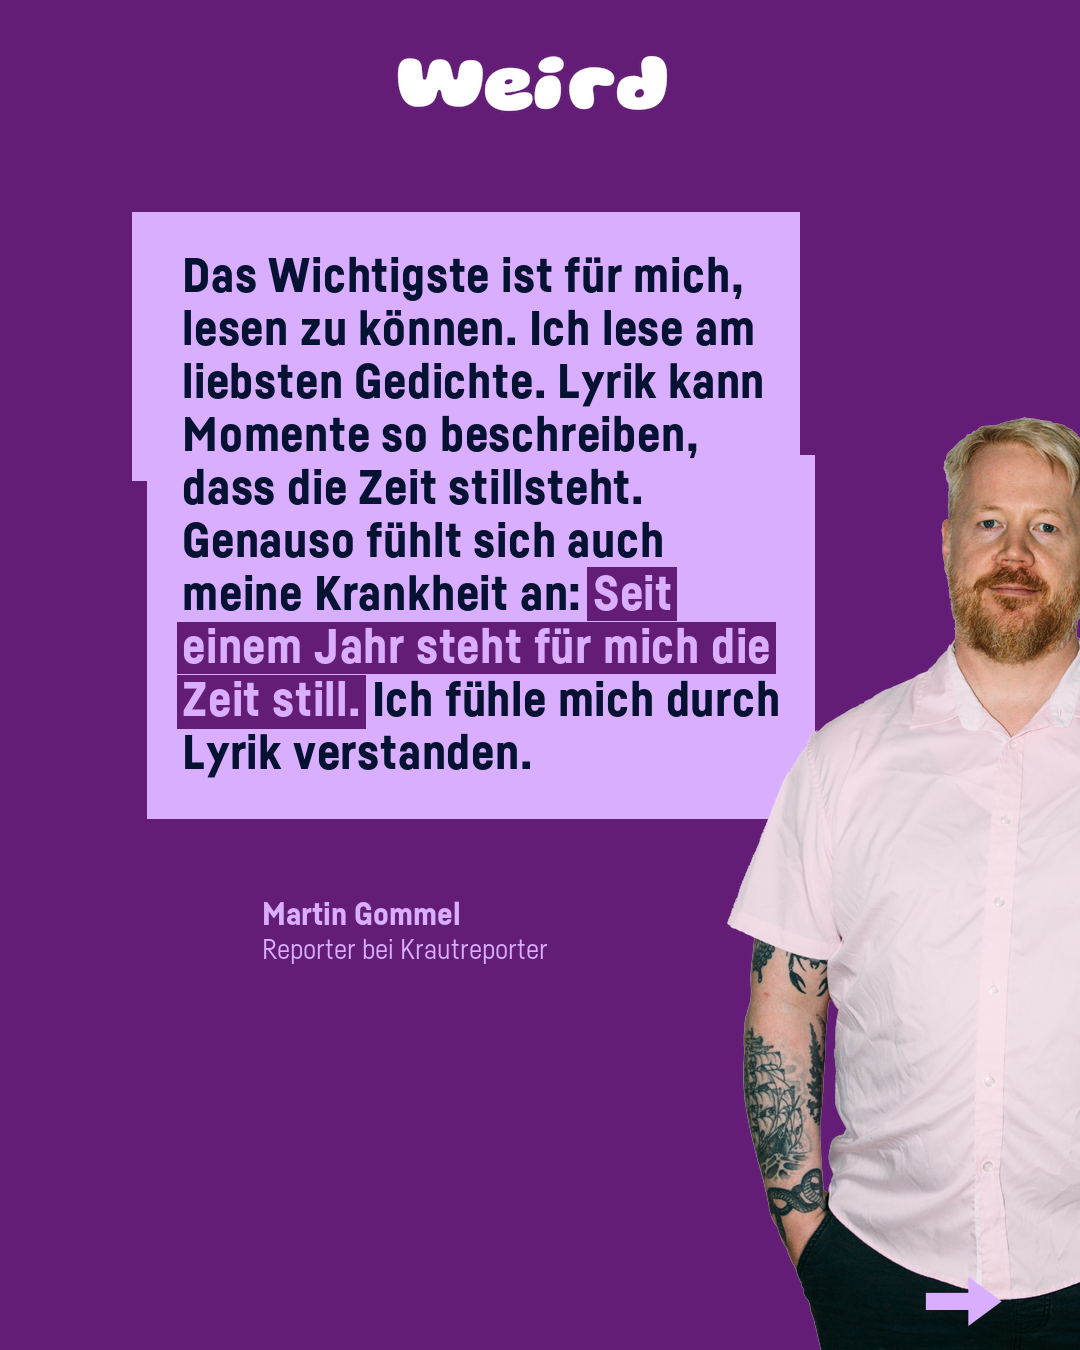 Weird
Das Wichtigste ist für mich,
lesen zu können. Ich lese am
liebsten Gedichte. Lyrik kann
Momente so beschreiben,
dass die Zeit stillsteht.
Genauso fühlt sich auch
meine Krankheit an: Seit
einem Jahr steht für mich die
Zeit still. Ich fühle mich durch
Lyrik verstanden.
Martin Gommel
Reporter bei Krautreporter